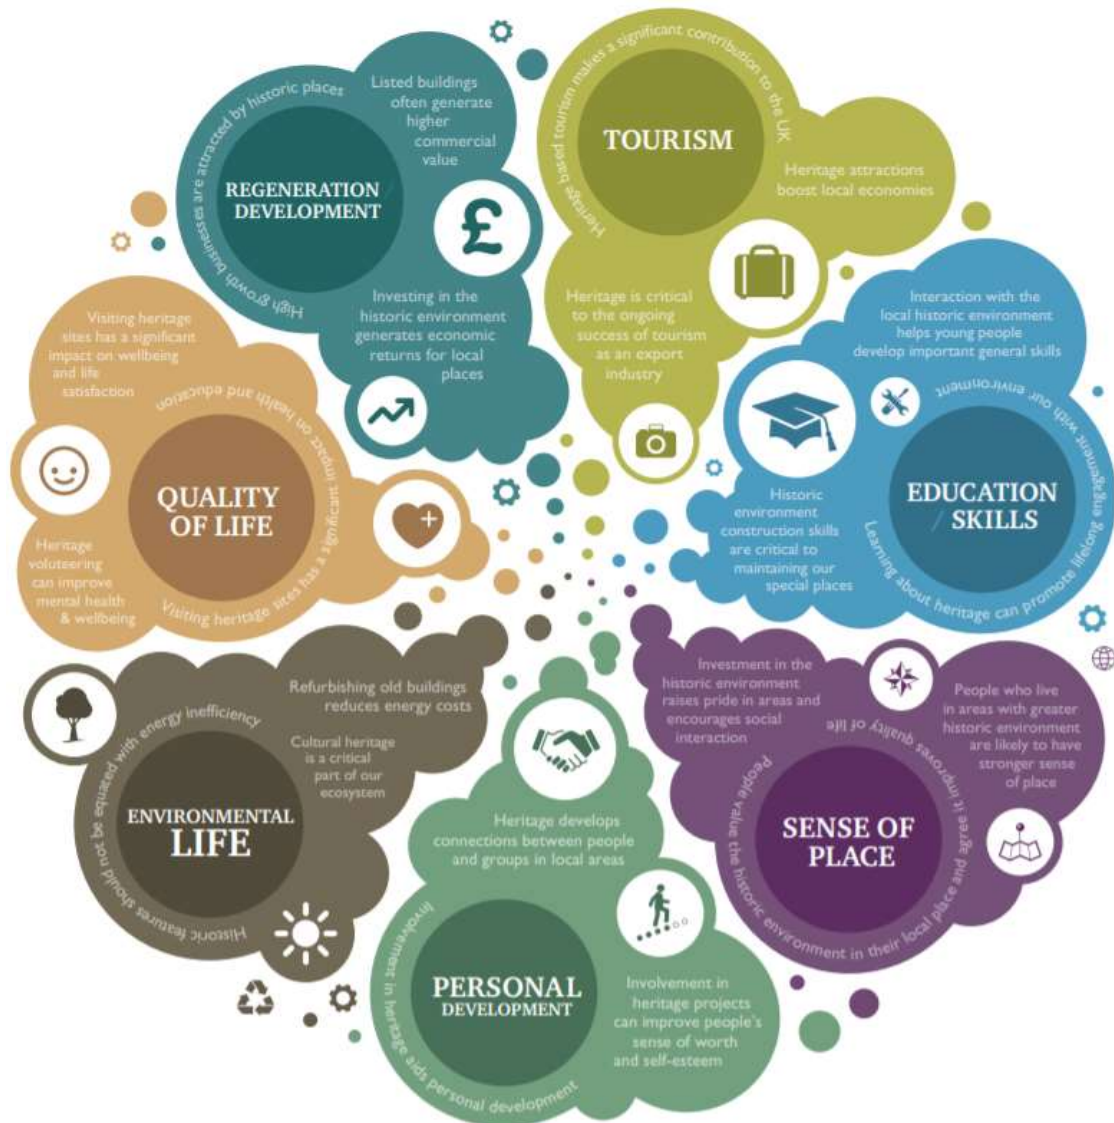 High growth businesses are attracted by historic places
REGENERATION /
DEVELOPMENT
Listed buildings
often generate
higher
commercial
value
£
Investing in the
historic environment
generates economic
returns for local
places
Heritage based tourism makes a significant contribution to the UK
TOURISM
Heritage attractions
boost local economies
Heritage is critical
to the ongoing
success of tourism
as an export
industry
Interaction with the
local historic environment
helps young people
develop important general skills
Learning about heritage can promote lifelong engagement with our environment
EDUCATION
/ SKILLS
Historic
environment
construction skills
are critical to
maintaining our
special places
Visiting heritage
sites has a significant
impact on wellbeing
and life
satisfaction
Visiting heritage sites has a significant impact on health and education
QUALITY
OF LIFE
Heritage
voluteering
can improve
mental health
& wellbeing
Refurbishing old buildings
reduces energy costs
Cultural heritage
is a critical
part of our
ecosystem
Historic features should not be equated with energy inefficiency
ENVIRONMENTAL
LIFE
Heritage develops
connections between people
and groups in local areas
Involvement in heritage aids personal development
PERSONAL
DEVELOPMENT
Involvement in
heritage projects
can improve people's
sense of worth
and self-esteem
Investment in the
historic environment
raises pride in areas and
encourages social
interaction
People who live
in areas with greater
historic environment
are likely to have
stronger sense
of place
People value the historic environment in their local place and agree it improves quality of life
SENSE OF
PLACE